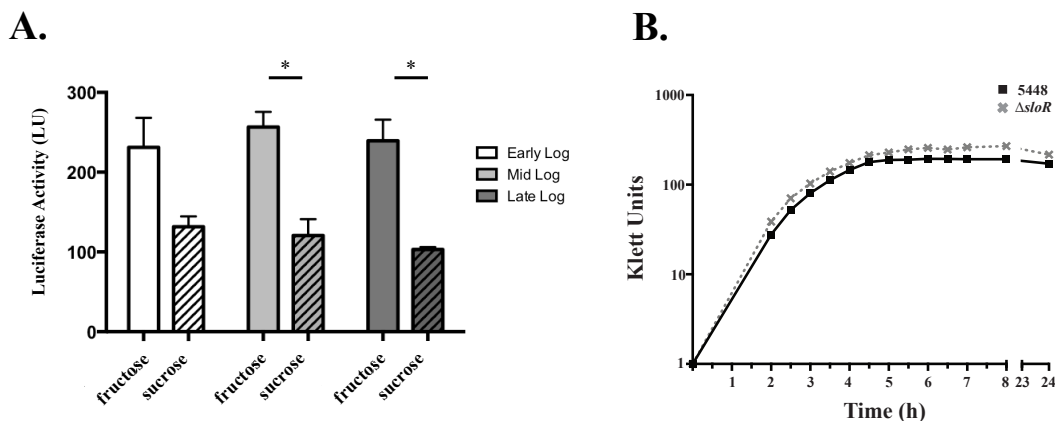 A.
*
*
300
200
100
0
Luciferase Activity (LU)
fructose
sucrose
fructose
sucrose
fructose
sucrose
Early Log
Mid Log
Late Log
B.
5448
ΔsloR
1000
100
10
1
Klett Units
1 2 3 4 5 6 7 8 23 24
Time (h)